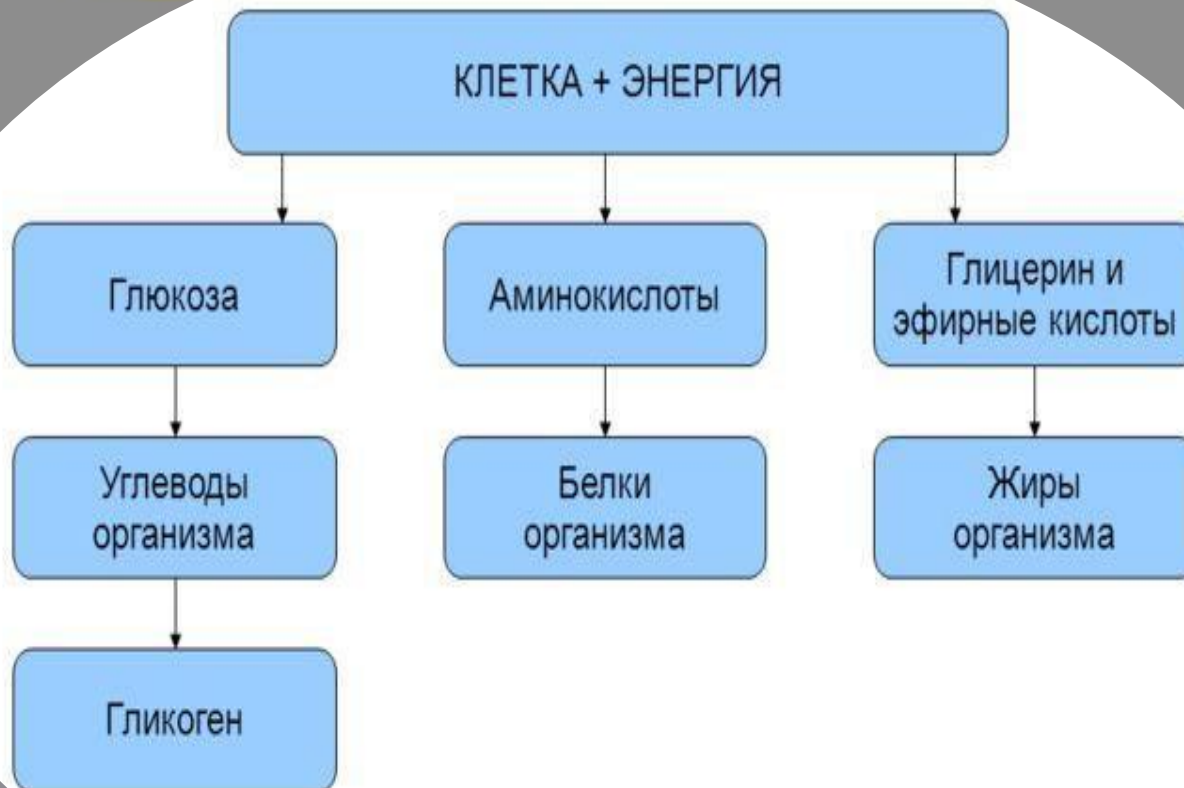 КЛЕТКА + ЭНЕРГИЯ
Глюкоза
Аминокислоты
Глицерин и
эфирные кислоты
Углеводы
организма
Белки
организма
Жиры
организма
Гликоген